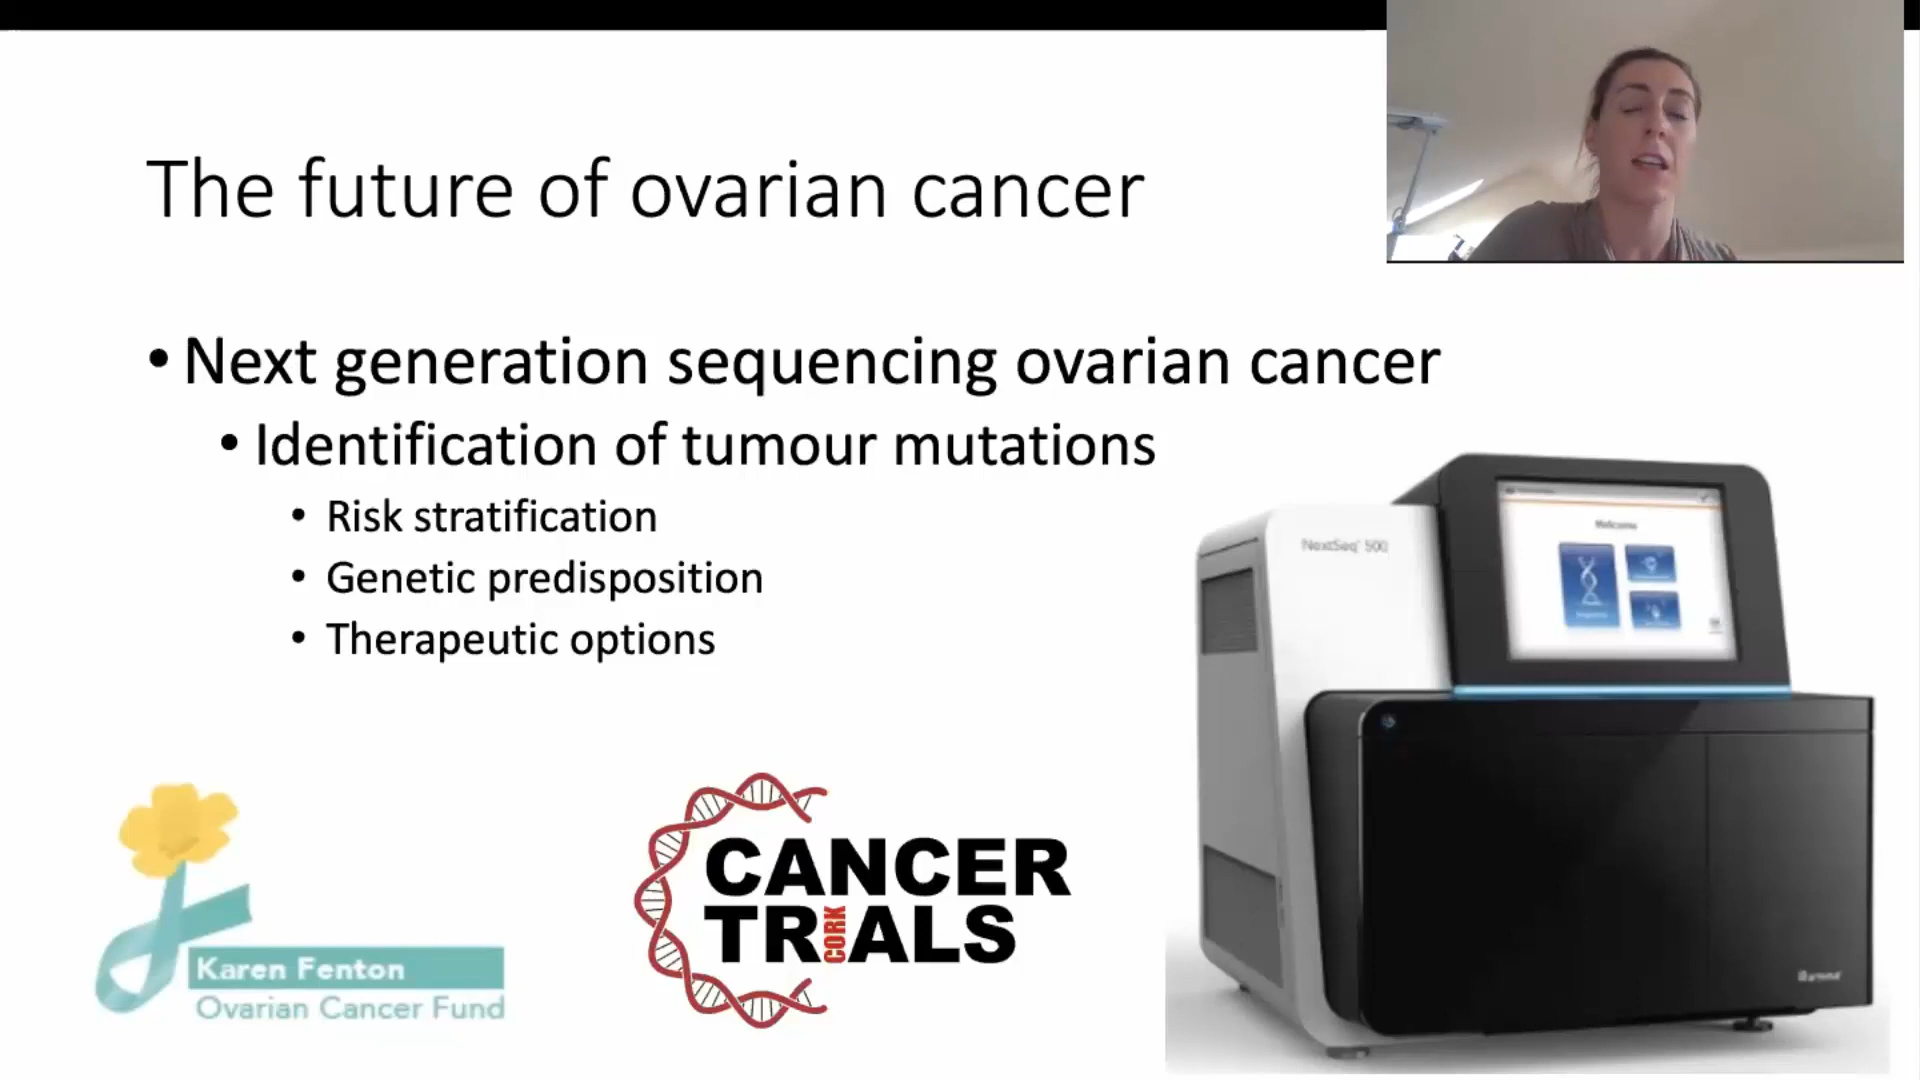 The future of ovarian cancer
• Next generation sequencing ovarian cancer
• Identification of tumour mutations
• Risk stratification
• Genetic predisposition
• Therapeutic options
NextSeq 500
Welcome
Karen Fenton
Ovarian Cancer Fund
CANCER
TRIALS
CORK